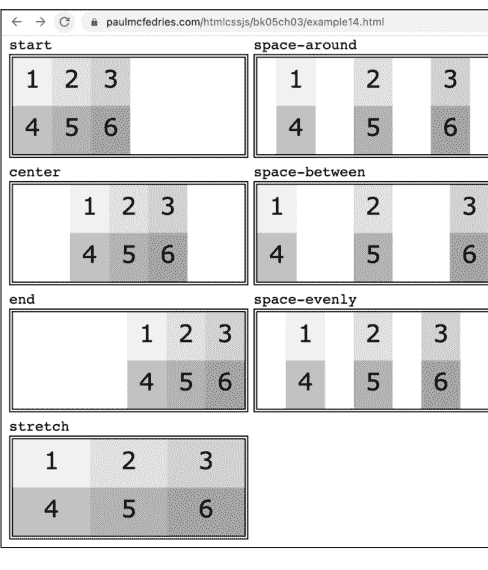 paulmcfedries.com/htmlcssjs/bk05ch03/example14.html
start
1 2 3
4 5 6
space-around
1 2 3
4 5 6
center
1 2 3
4 5 6
space-between
1 2 3
4 5 6
end
1 2 3
4 5 6
space-evenly
1 2 3
4 5 6
stretch
1 2 3
4 5 6